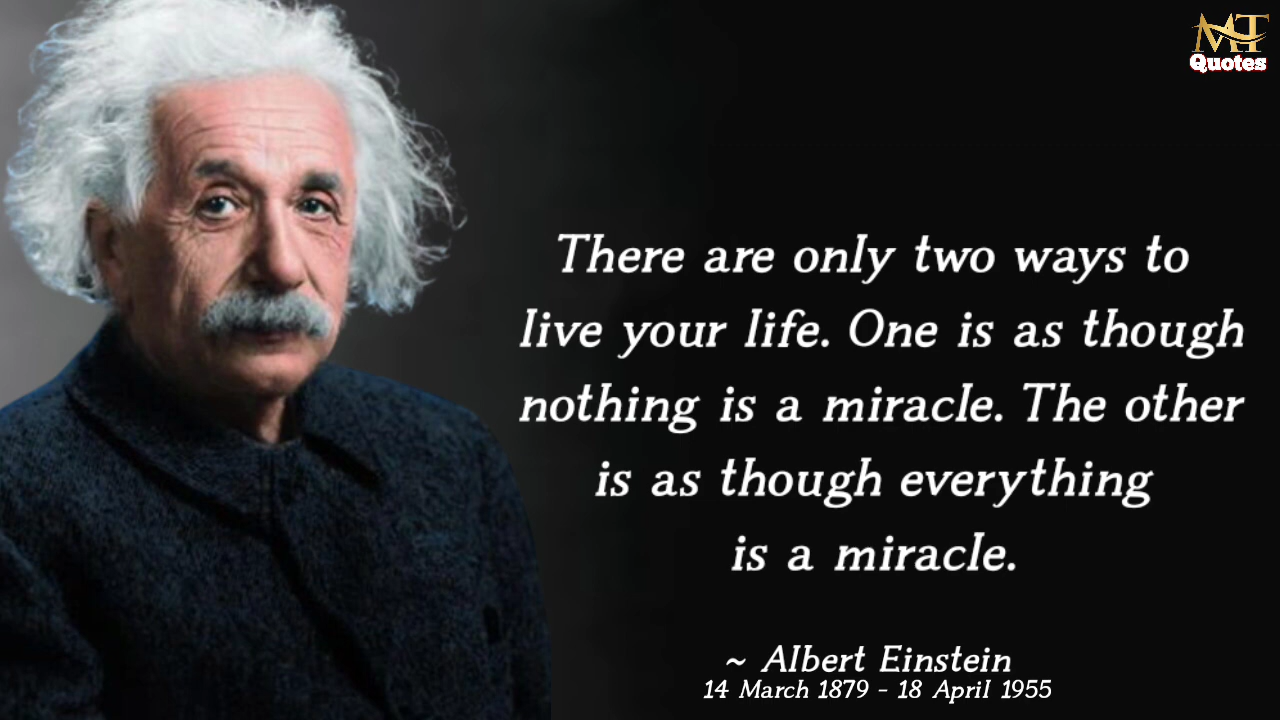 MT
Quotes
There are only two ways to
live your life. One is as though
nothing is a miracle. The other
is as though everything
is a miracle.
~ Albert Einstein
14 March 1879 - 18 April 1955